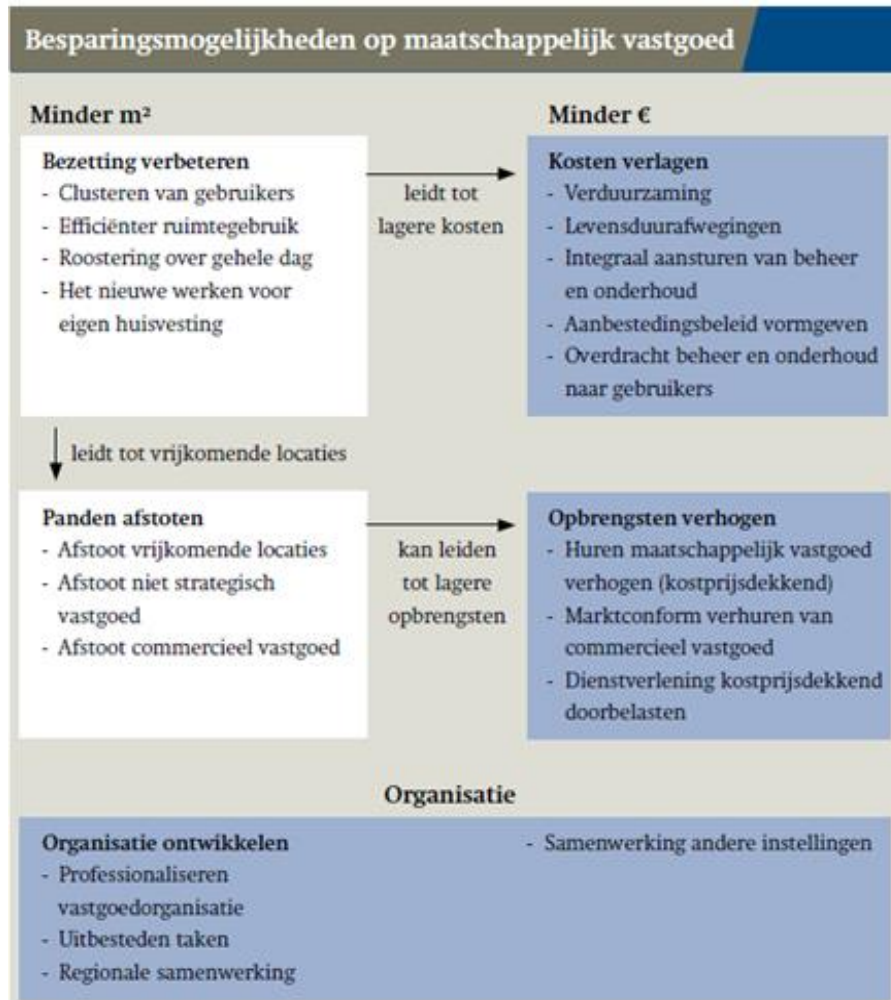 Besparingsmogelijkheden op maatschappelijk vastgoed
Minder m²
Bezetting verbeteren
- Clusteren van gebruikers
- Efficiënter ruimtegebruik
- Roostering over gehele dag
- Het nieuwe werken voor
eigen huisvesting
leidt tot
lagere kosten
Minder €
Kosten verlagen
- Verduurzaming
- Levensduurafwegingen
- Integraal aansturen van beheer
en onderhoud
- Aanbestedingsbeleid vormgeven
- Overdracht beheer en onderhoud
naar gebruikers
leidt tot vrijkomende locaties
Panden afstoten
- Afstoot vrijkomende locaties
- Afstoot niet strategisch
vastgoed
- Afstoot commercieel vastgoed
kan leiden
tot lagere
opbrengsten
Opbrengsten verhogen
- Huren maatschappelijk vastgoed
verhogen (kostprijsdekkend)
- Marktconform verhuren van
commercieel vastgoed
- Dienstverlening kostprijsdekkend
doorbelasten
Organisatie
Organisatie ontwikkelen
- Professionaliseren
vastgoedorganisatie
- Uitbesteden taken
- Regionale samenwerking
- Samenwerking andere instellingen